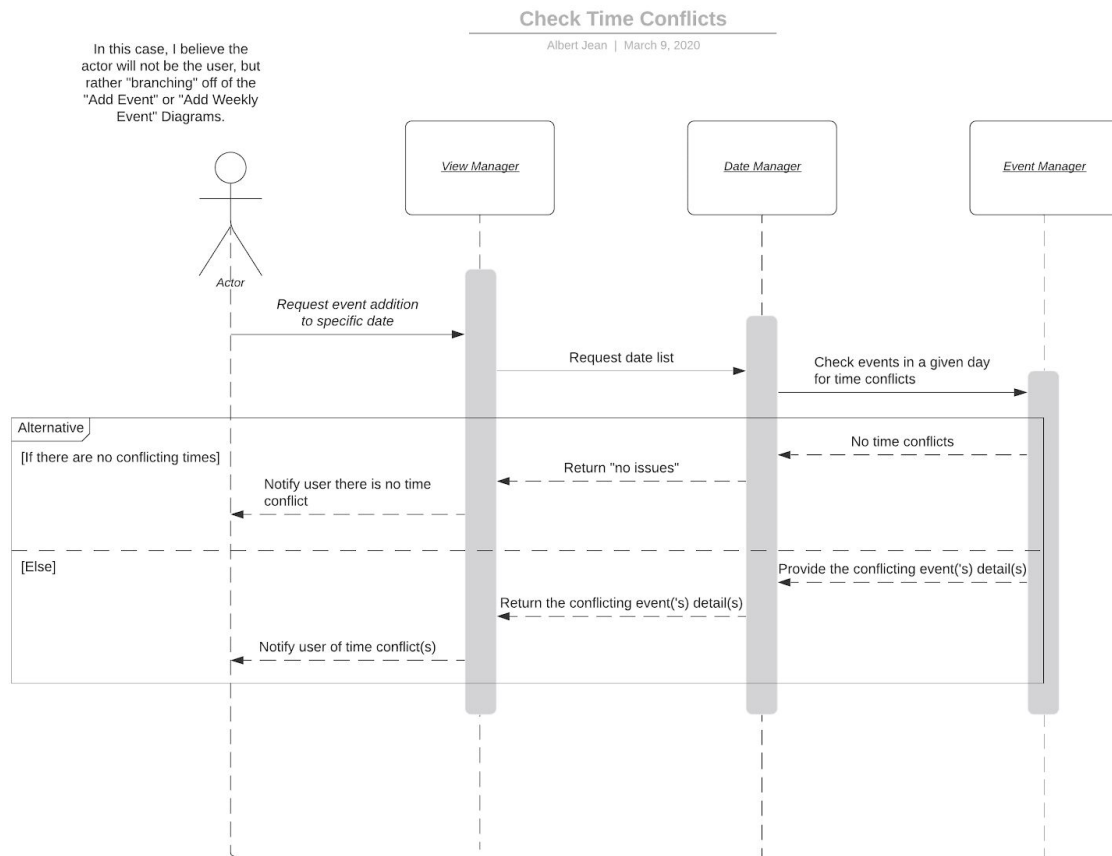 Check Time Conflicts
Albert Jean | March 9, 2020
In this case, I believe the
actor will not be the user, but
rather "branching" off of the
"Add Event" or "Add Weekly
Event" Diagrams.
View Manager
Date Manager
Event Manager
Actor
Request event addition
to specific date
Request date list
Check events in a given day
for time conflicts
Alternative
[If there are no conflicting times]
No time conflicts
Return "no issues"
Notify user there is no time
conflict
[Else]
Provide the conflicting event('s) detail(s)
Return the conflicting event('s) detail(s)
Notify user of time conflict(s)